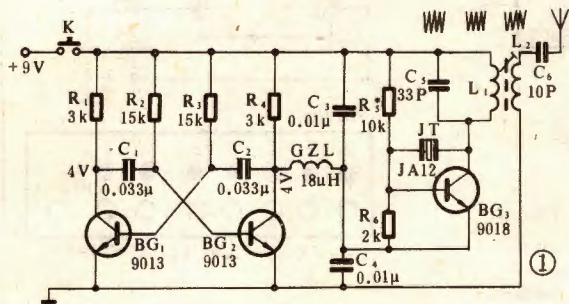 K
+9V
R₁
3k
R₂
15k
R₃
15k
R₄
3k
C₃
0.01μ
R₅*
10k
C₅
33P
L₁
L₂
C₆
10P
C₁
0.033μ
C₂
0.033μ
GZL
18μH
JT
JA12
4V
4V
BG₁
9013
BG₂
9013
R₆
2k
BG₃
9018
C₄
0.01μ
①